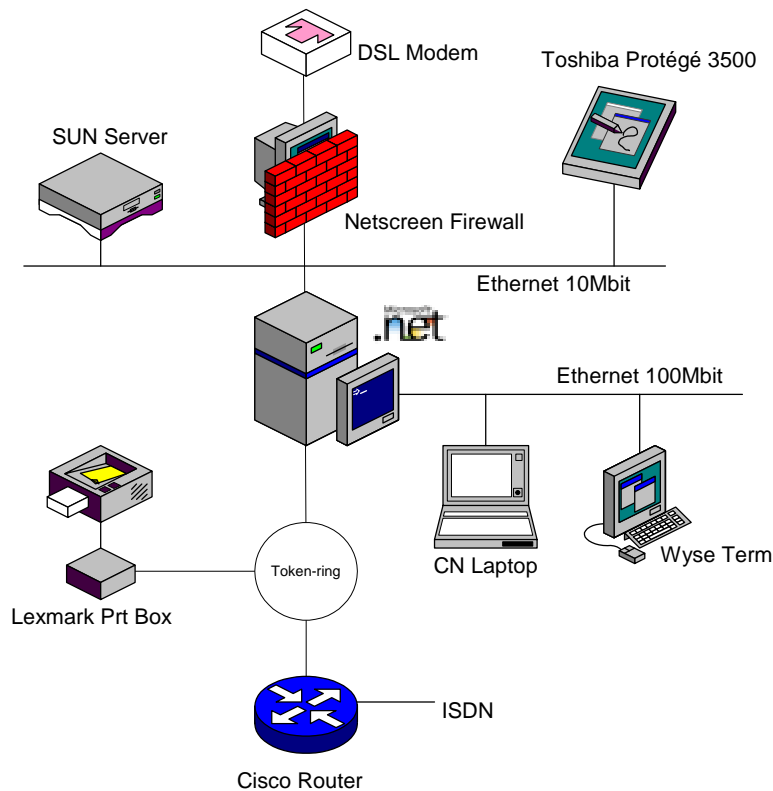 DSL Modem
Toshiba Protégé 3500
SUN Server
Netscreen Firewall
Ethernet 10Mbit
Microsoft
.net
Ethernet 100Mbit
Token-ring
CN Laptop
Wyse Term
Lexmark Prt Box
ISDN
Cisco Router